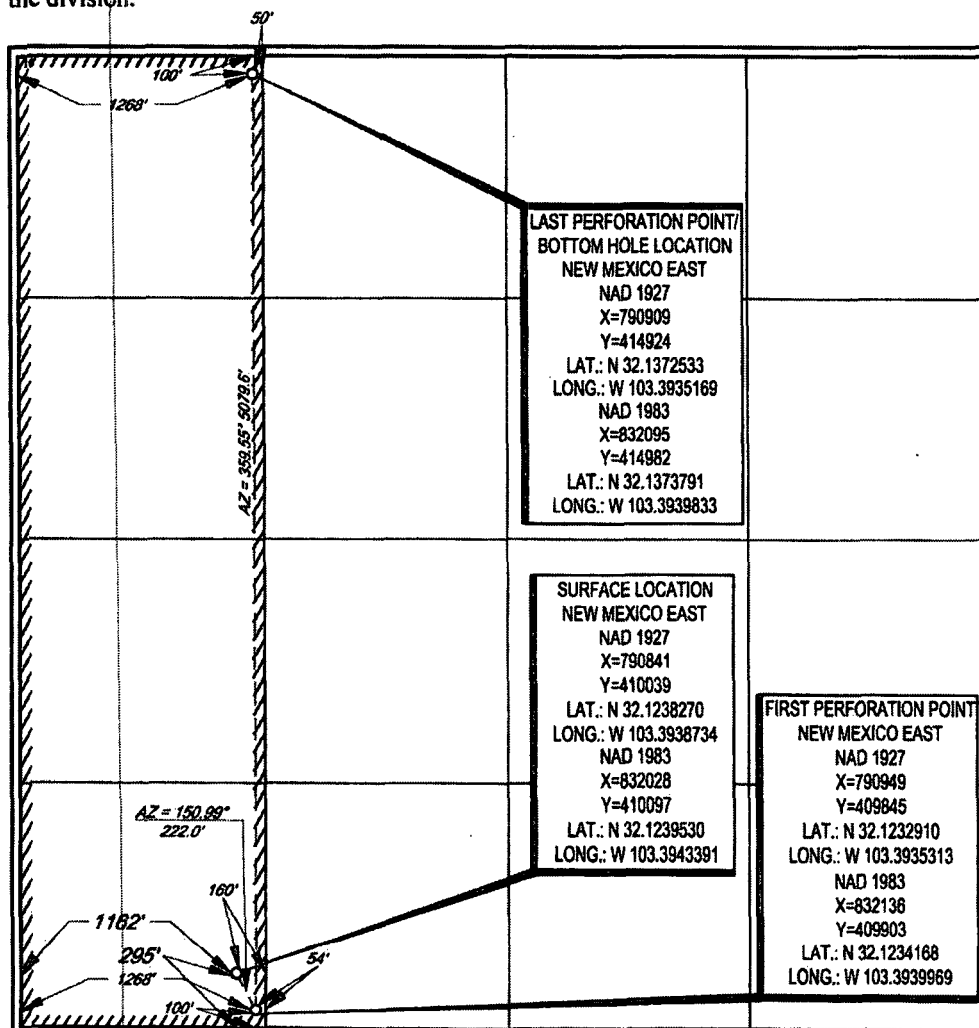 the division.
50'
100'
1268'
LAST PERFORATION POINT/
BOTTOM HOLE LOCATION
NEW MEXICO EAST
NAD 1927
X=790909
Y=414924
LAT.: N 32.1372533
LONG.: W 103.3935169
NAD 1983
X=832095
Y=414982
LAT.: N 32.1373791
LONG.: W 103.3939833
AZ = 359.55° 5079.6'
SURFACE LOCATION
NEW MEXICO EAST
NAD 1927
X=790841
Y=410039
LAT.: N 32.1238270
LONG.: W 103.3938734
NAD 1983
X=832028
Y=410097
LAT.: N 32.1239530
LONG.: W 103.3943391
FIRST PERFORATION POINT
NEW MEXICO EAST
NAD 1927
X=790949
Y=409845
LAT.: N 32.1232910
LONG.: W 103.3935313
NAD 1983
X=832136
Y=409903
LAT.: N 32.1234168
LONG.: W 103.3939969
AZ = 150.99°
222.0'
160'
1182'
295'
54'
1268'
100'